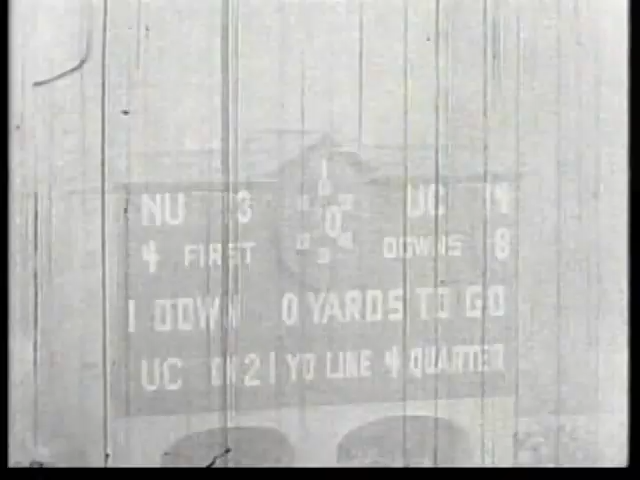 NU 3 UC
4 FIRST DOWNS 8
1 DOWN 0 YARDS TO GO
UC ON 21 YD LINE 4 QUARTER